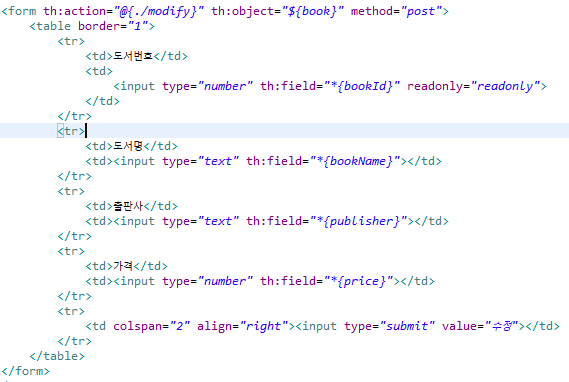 <form th:action="@{./modify}" th:object="${book}" method="post">
    <table border="1">
        <tr>
            <td>도서번호</td>
            <td>
                <input type="number" th:field="*{bookId}" readonly="readonly">
            </td>
        </tr>
        <tr>
            <td>도서명</td>
            <td><input type="text" th:field="*{bookName}"></td>
        </tr>
        <tr>
            <td>출판사</td>
            <td><input type="text" th:field="*{publisher}"></td>
        </tr>
        <tr>
            <td>가격</td>
            <td><input type="number" th:field="*{price}"></td>
        </tr>
        <tr>
            <td colspan="2" align="right"><input type="submit" value="수정"></td>
        </tr>
    </table>
</form>